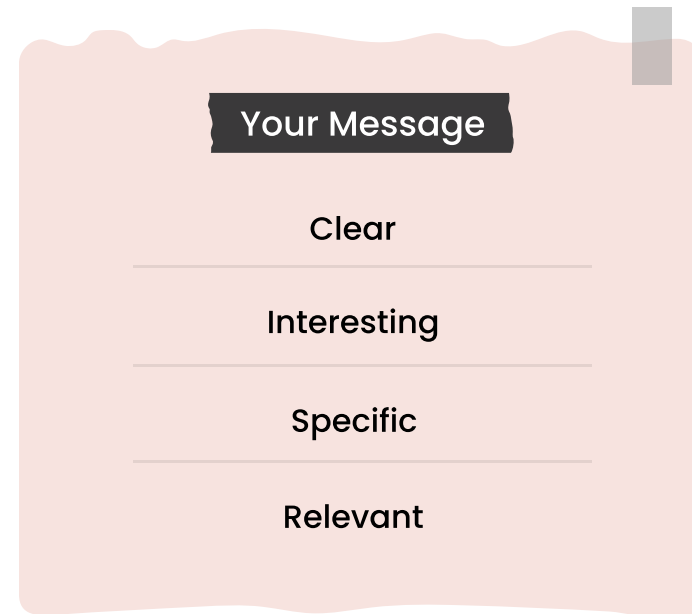 Your Message
Clear
Interesting
Specific
Relevant